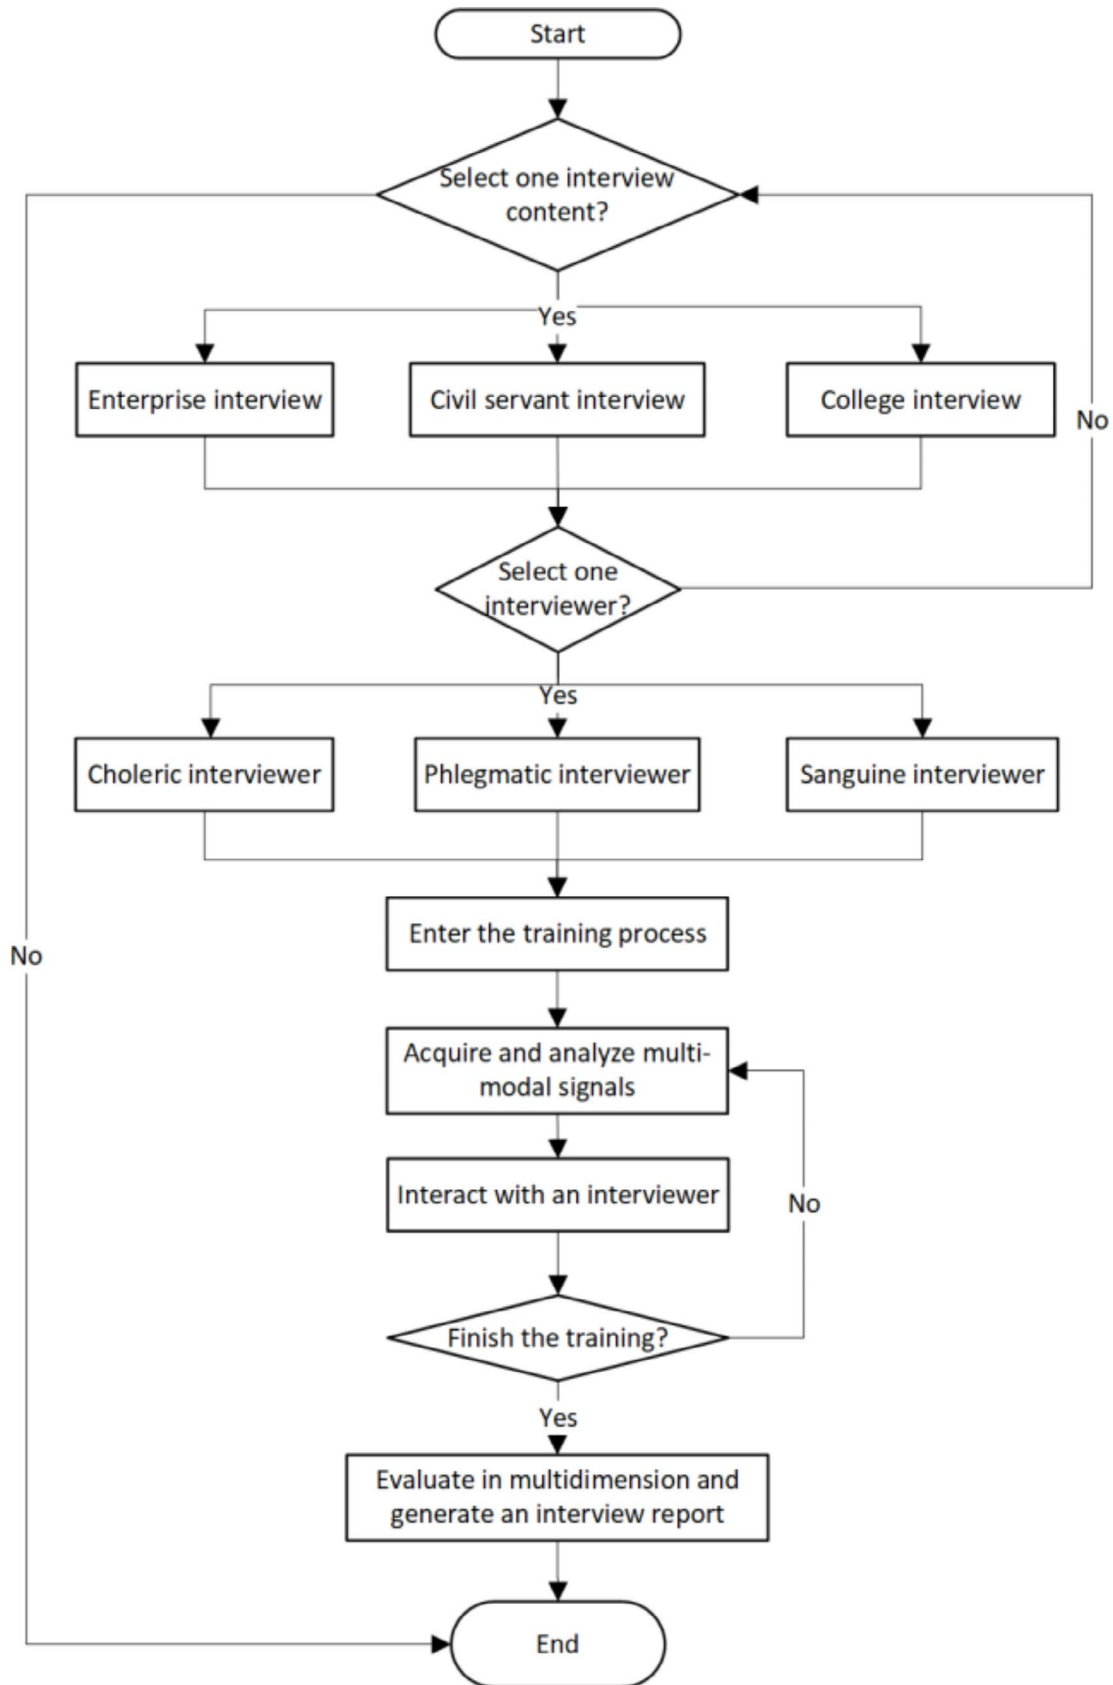 Start
Select one interview
content?
Yes
Enterprise interview
Civil servant interview
College interview
No
Select one
interviewer?
Yes
Choleric interviewer
Phlegmatic interviewer
Sanguine interviewer
Enter the training process
No
Acquire and analyze multi-
modal signals
Interact with an interviewer
No
Finish the training?
Yes
Evaluate in multidimension and
generate an interview report
End